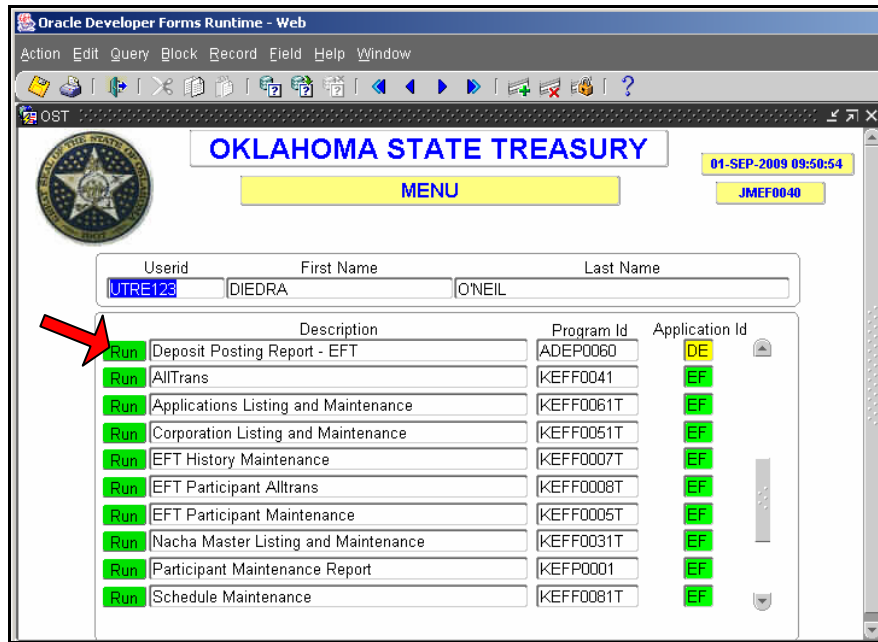 Oracle Developer Forms Runtime - Web
Action Edit Query Block Record Field Help Window
OST
OKLAHOMA STATE TREASURY
01-SEP-2009 09:50:54
MENU
JMEF0040
Userid First Name Last Name
UTRE123 DIEDRA O'NEIL
Description Program Id Application Id
Run Deposit Posting Report - EFT ADEP0060 DE
Run AllTrans KEFF0041 EF
Run Applications Listing and Maintenance KEFF0061T EF
Run Corporation Listing and Maintenance KEFF0051T EF
Run EFT History Maintenance KEFF0007T EF
Run EFT Participant Alltrans KEFF0008T EF
Run EFT Participant Maintenance KEFF0005T EF
Run Nacha Master Listing and Maintenance KEFF0031T EF
Run Participant Maintenance Report KEFP0001 EF
Run Schedule Maintenance KEFF0081T EF